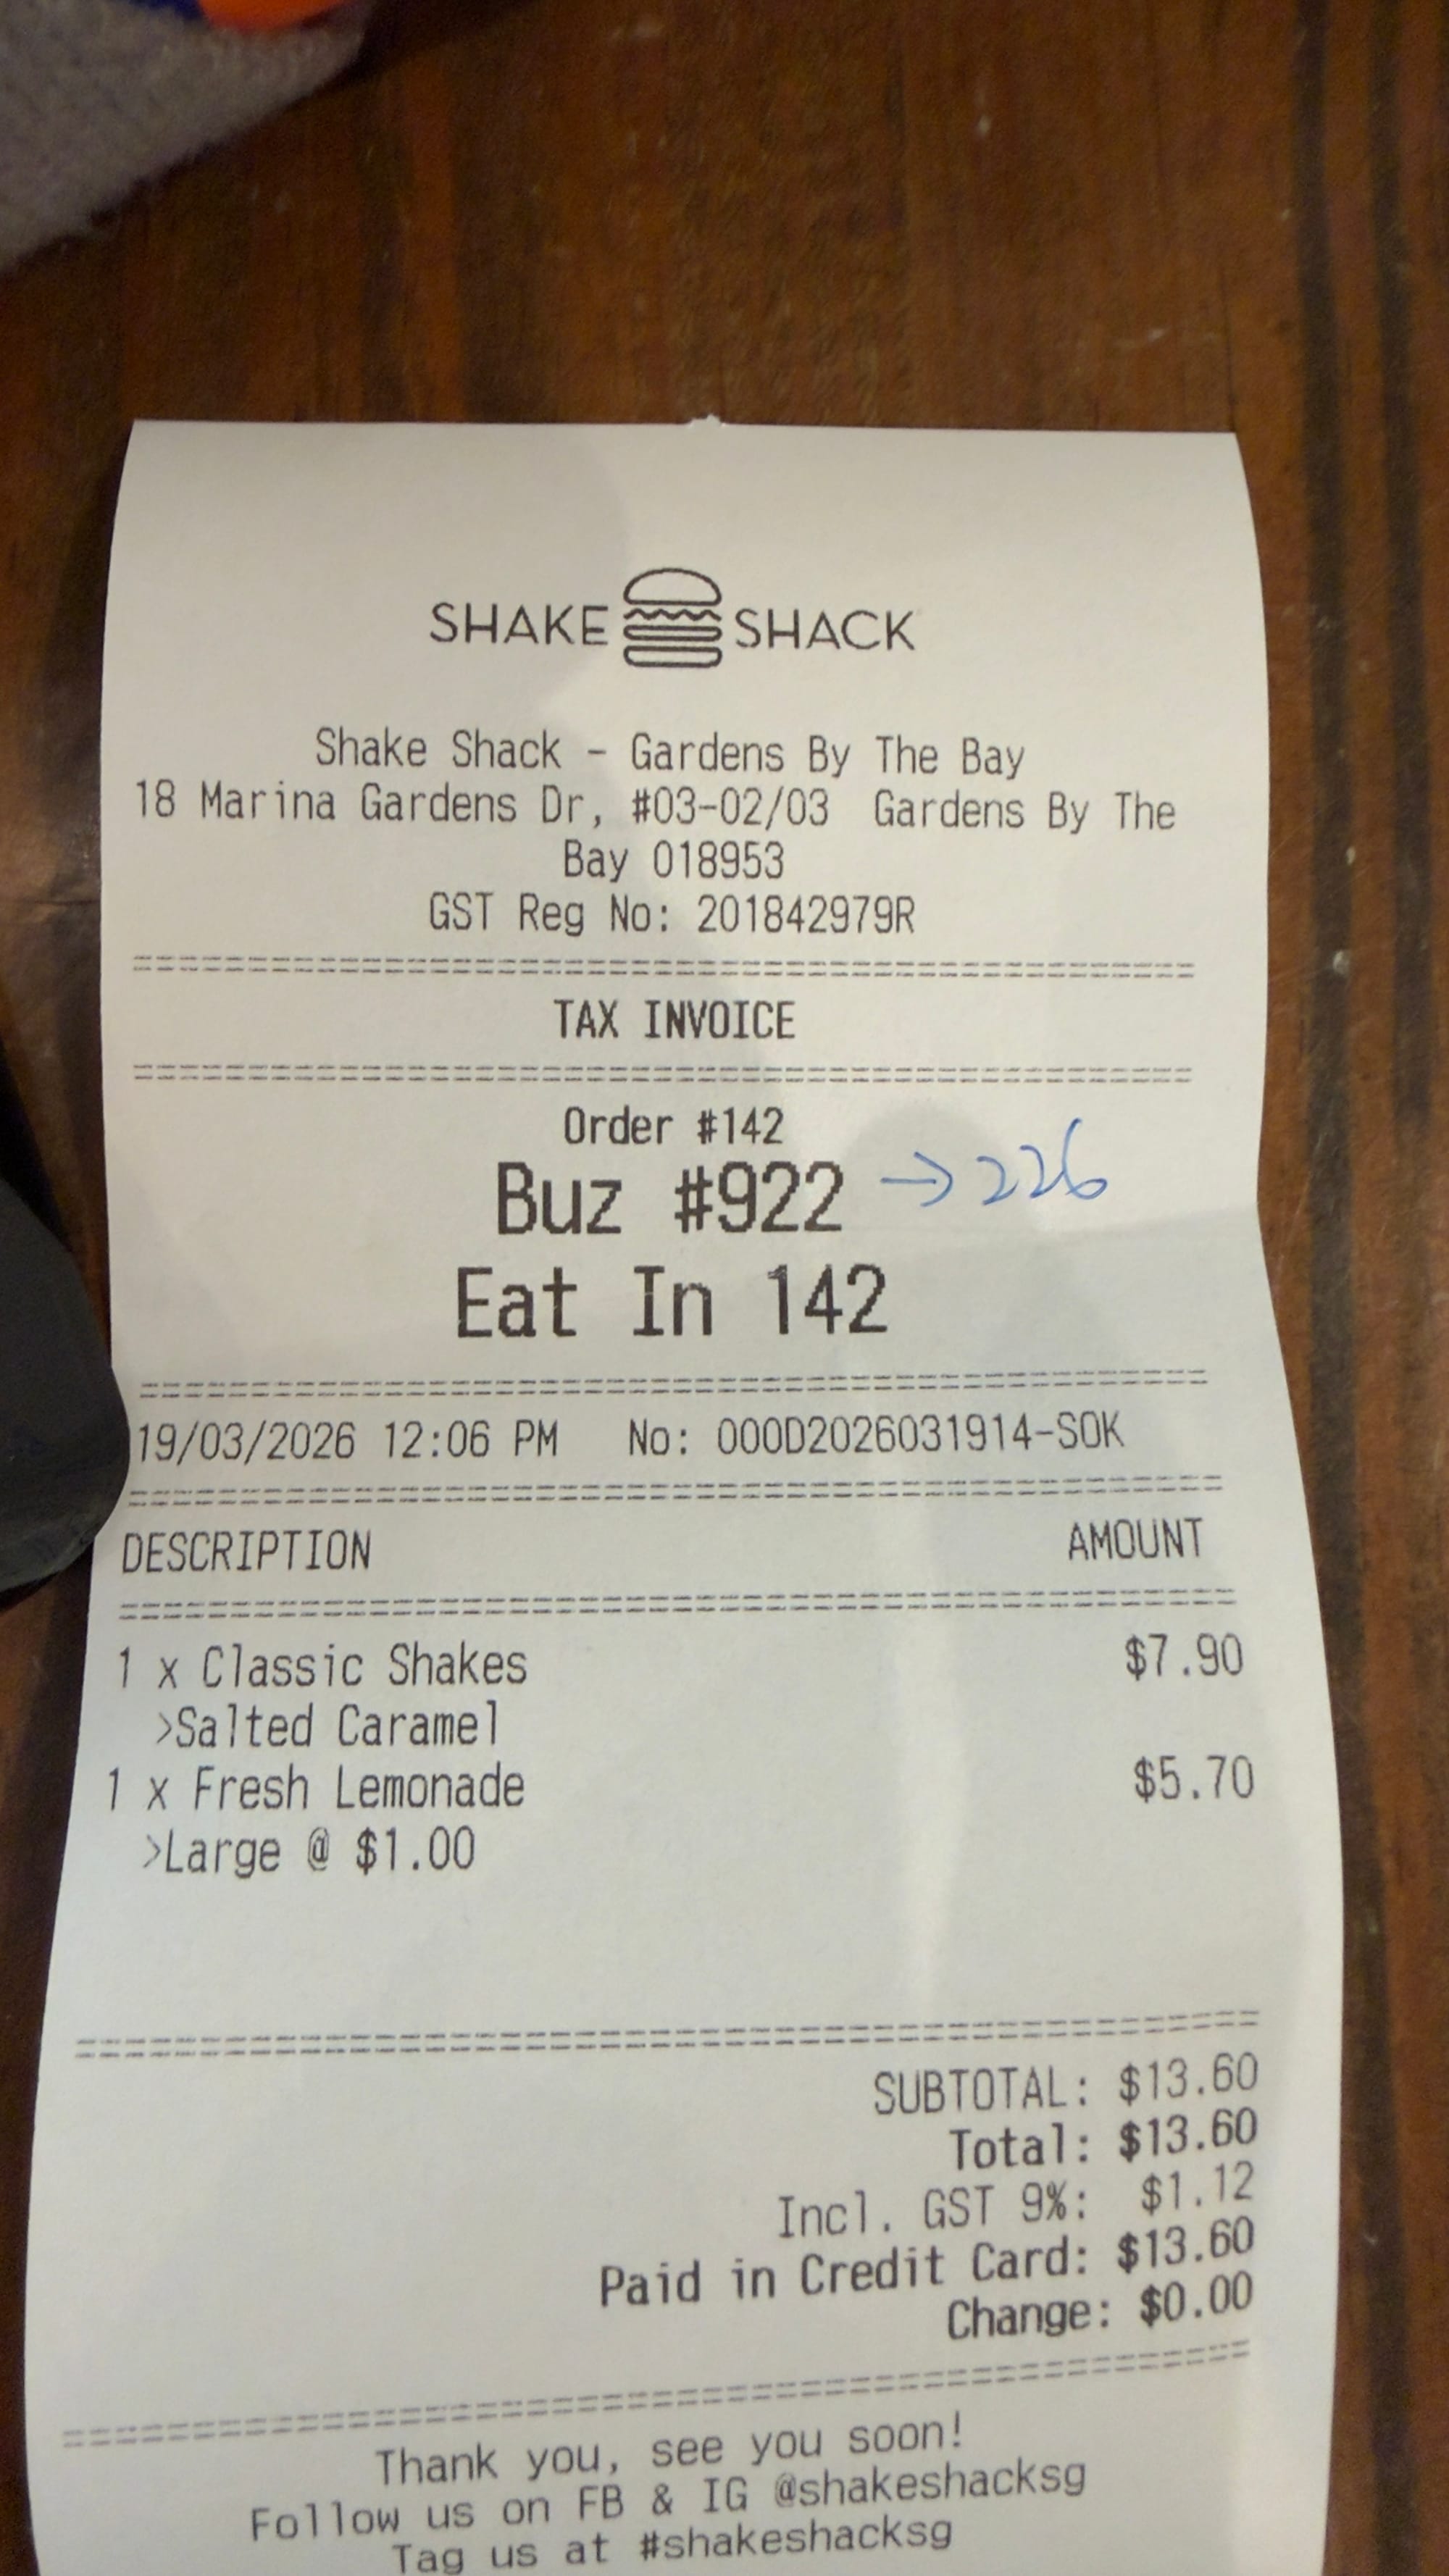 SHAKE SHACK
Shake Shack - Gardens By The Bay
18 Marina Gardens Dr, #03-02/03 Gardens By The
Bay 018953
GST Reg No: 201842979R
TAX INVOICE
Order #142
Buz #922 → 226
Eat In 142
19/03/2026 12:06 PM No: 000D2026031914-SOK
DESCRIPTION AMOUNT
1 x Classic Shakes $7.90
>Salted Caramel
1 x Fresh Lemonade $5.70
>Large @ $1.00
SUBTOTAL: $13.60
Total: $13.60
Incl. GST 9%: $1.12
Paid in Credit Card: $13.60
Change: $0.00
Thank you, see you soon!
Follow us on FB & IG @shakeshacksg
Tag us at #shakeshacksg